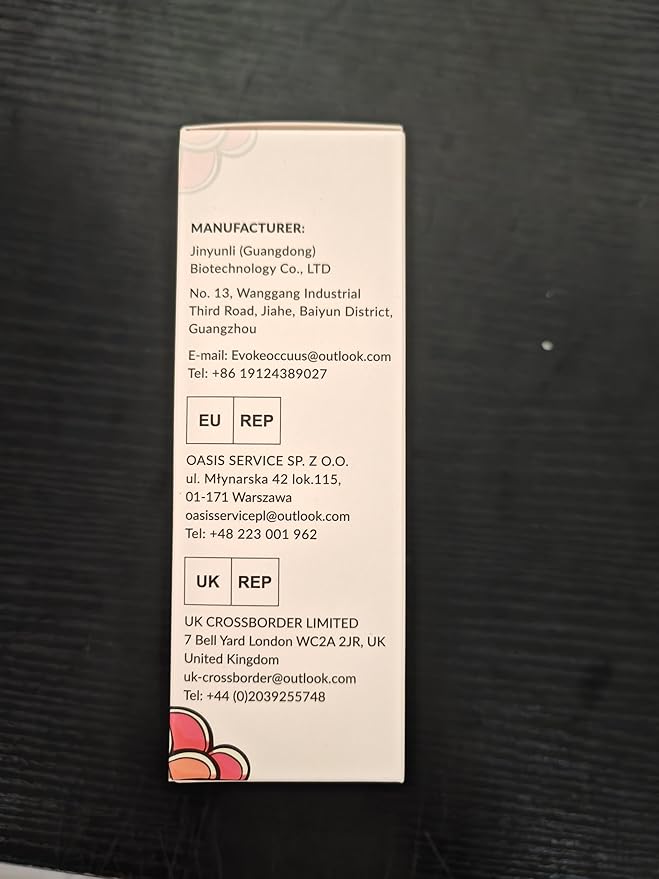 MANUFACTURER:
Jinyunli (Guangdong)
Biotechnology Co., LTD
No. 13, Wanggang Industrial
Third Road, Jiahe, Baiyun District,
Guangzhou
E-mail: Evokeoccuus@outlook.com
Tel: +86 19124389027
EU REP
OASIS SERVICE SP. Z O.O.
ul. Młynarska 42 lok.115,
01-171 Warszawa
oasisservicepl@outlook.com
Tel: +48 223 001 962
UK REP
UK CROSSBORDER LIMITED
7 Bell Yard London WC2A 2JR, UK
United Kingdom
uk-crossborder@outlook.com
Tel: +44 (0)2039255748